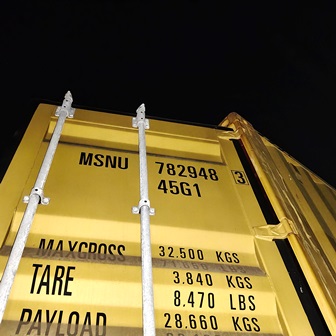 MSNU 782948 3
45G1
MAXGROSS 32.500 KGS
TARE 3.840 KGS
8.470 LBS
PAYLOAD 28.660 KGS